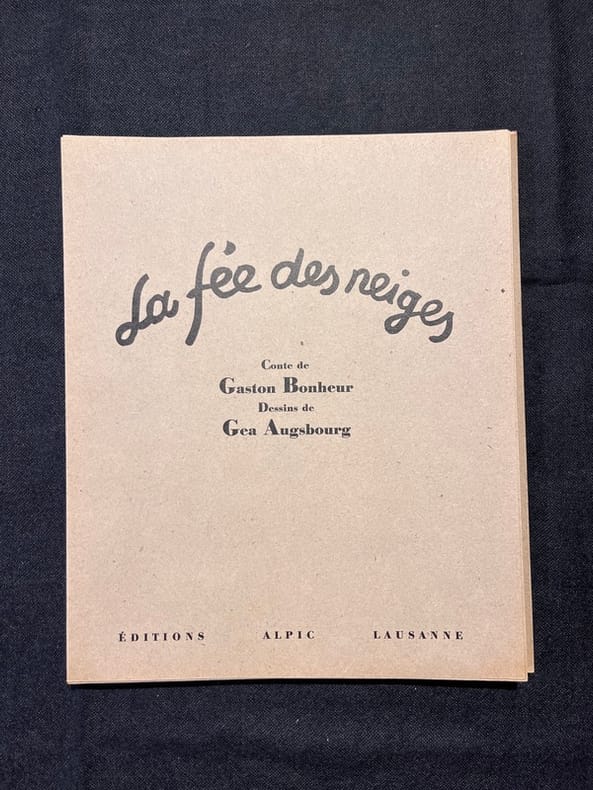 La fée des neiges
Conte de
Gaston Bonheur
Dessins de
Gea Augsbourg
ÉDITIONS ALPIC LAUSANNE